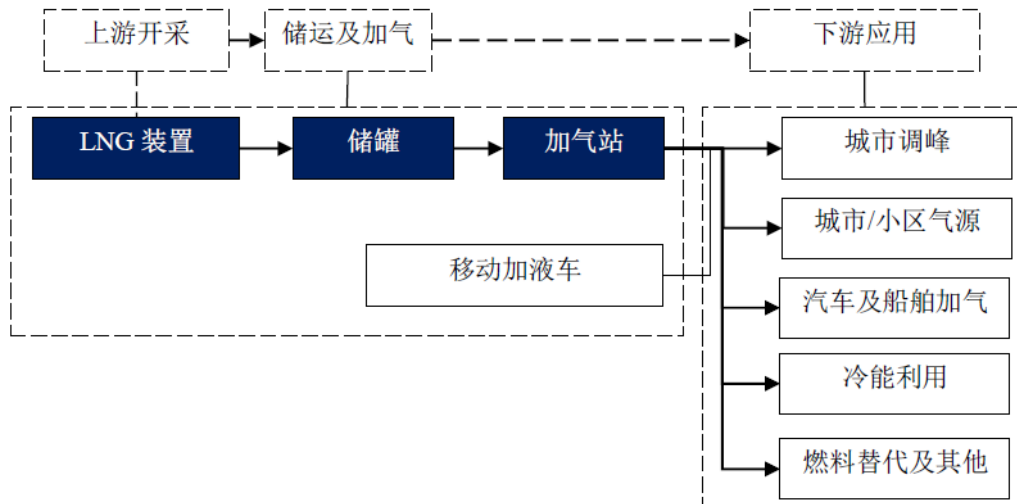 上游开采
储运及加气
下游应用
LNG 装置
储罐
加气站
城市调峰
城市/小区气源
移动加液车
汽车及船舶加气
冷能利用
燃料替代及其他